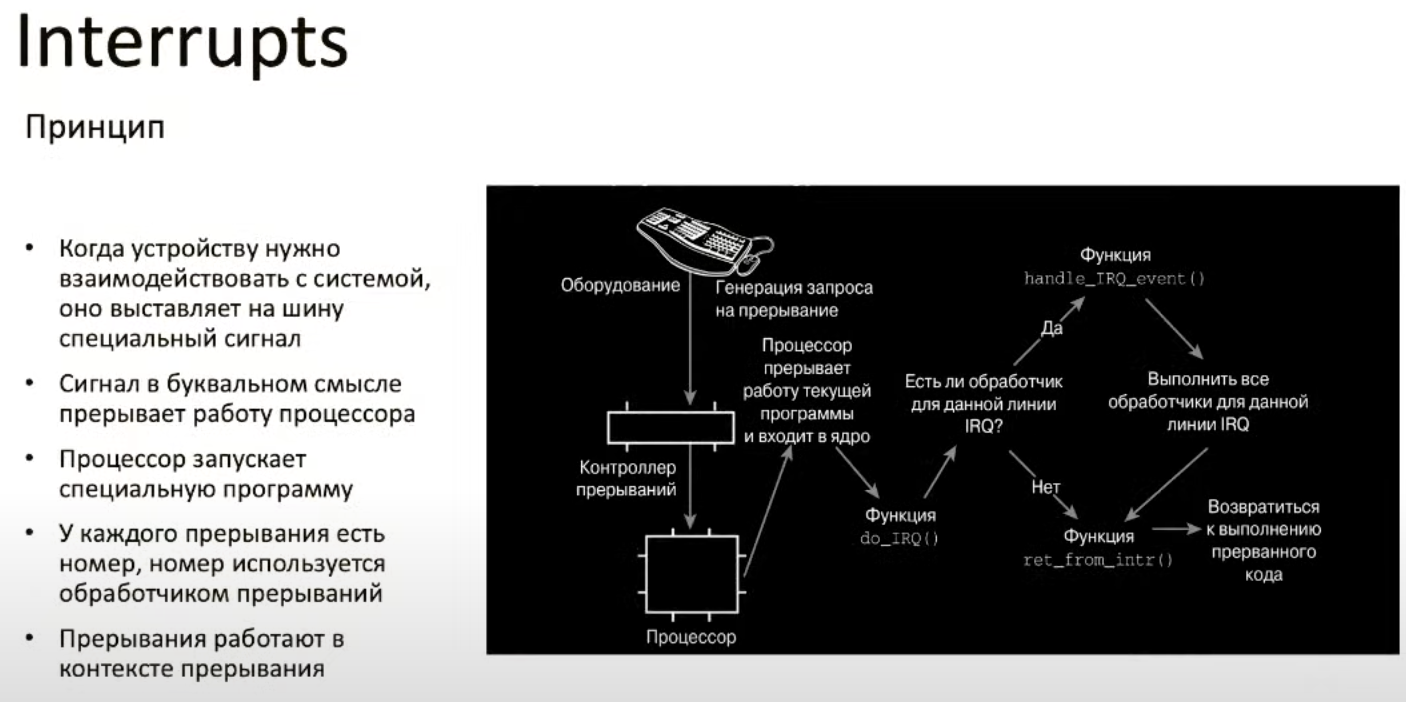 Interrupts
Принцип
• Когда устройству нужно
взаимодействовать с системой,
оно выставляет на шину
специальный сигнал
• Сигнал в буквальном смысле
прерывает работу процессора
• Процессор запускает
специальную программу
• У каждого прерывания есть
номер, номер используется
обработчиком прерываний
• Прерывания работают в
контексте прерывания
Оборудование
Генерация запроса
на прерывание
Контроллер
прерываний
Процессор
Процессор
прерывает
работу текущей
программы
и входит в ядро
Функция
do_IRQ()
Есть ли обработчик
для данной линии
IRQ?
Да
Функция
handle_IRQ_event()
Выполнить все
обработчики для данной
линии IRQ
Нет
Функция
ret_from_intr()
Возвратиться
к выполнению
прерванного
кода